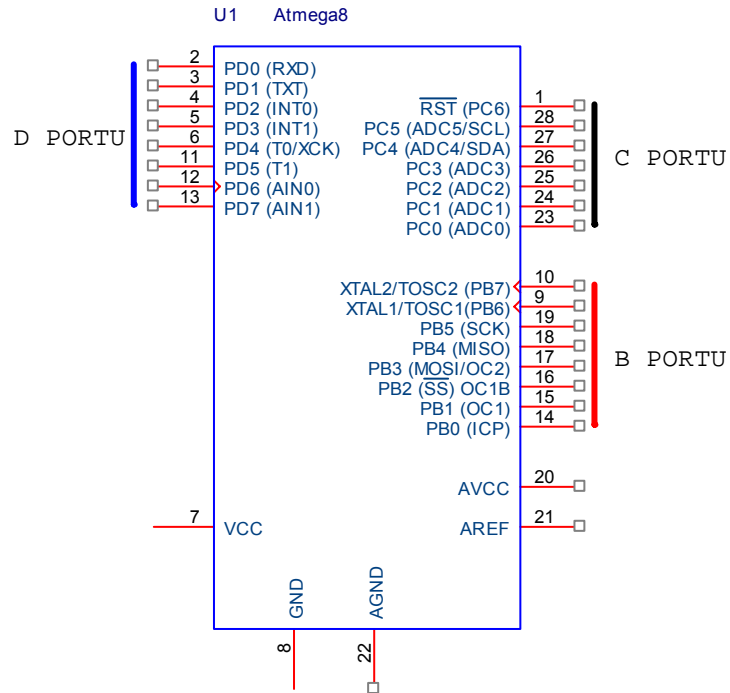 U1 Atmega8
D PORTU
2 PD0 (RXD)
3 PD1 (TXT)
4 PD2 (INT0)
5 PD3 (INT1)
6 PD4 (T0/XCK)
11 PD5 (T1)
12 PD6 (AIN0)
13 PD7 (AIN1)
RST (PC6) 1
PC5 (ADC5/SCL) 28
PC4 (ADC4/SDA) 27
PC3 (ADC3) 26
PC2 (ADC2) 25
PC1 (ADC1) 24
PC0 (ADC0) 23
C PORTU
XTAL2/TOSC2 (PB7) 10
XTAL1/TOSC1(PB6) 9
PB5 (SCK) 19
PB4 (MISO) 18
PB3 (MOSI/OC2) 17
PB2 (SS) OC1B 16
PB1 (OC1) 15
PB0 (ICP) 14
B PORTU
AVCC 20
AREF 21
7 VCC
GND 8
AGND 22